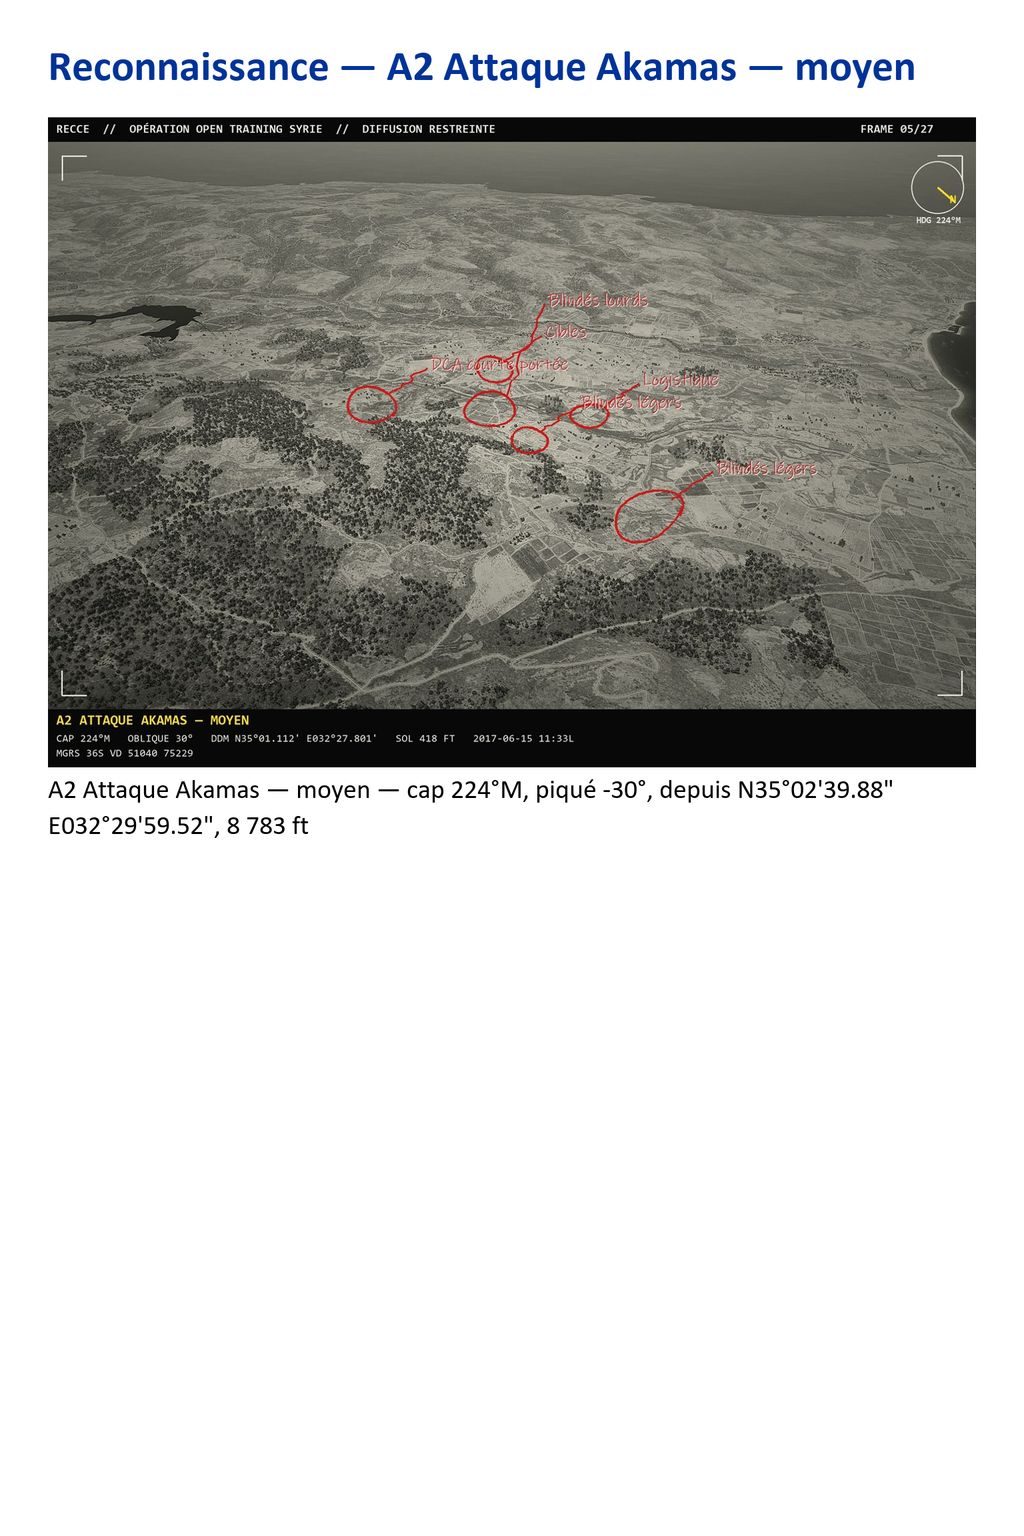 Reconnaissance — A2 Attaque Akamas — moyen
RECCE // OPÉRATION OPEN TRAINING SYRIE // DIFFUSION RESTREINTE FRAME 05/27
N
HDG 224°M
Blindés lourds
Cibles
DCA courte portée
Logistique
Blindés légers
Blindés légers
A2 ATTAQUE AKAMAS — MOYEN
CAP 224°M OBLIQUE 30° DDM N35°01.112' E032°27.801' SOL 418 FT 2017-06-15 11:33L
MGRS 36S VD 51040 75229
A2 Attaque Akamas — moyen — cap 224°M, piqué -30°, depuis N35°02'39.88"
E032°29'59.52", 8 783 ft